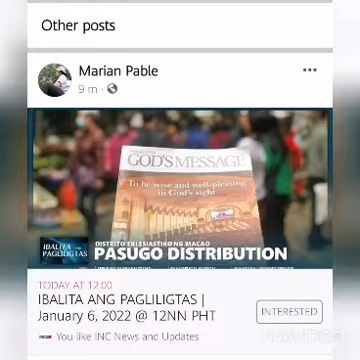 Other posts
Marian Pable
9 m
GOD'S MESSAGE
To be wise and well-pleasing
in God's sight
IBALITA ANG
PAGLILIGTAS
DISTRITO EKLESIASTIKO NG MACAO
PASUGO DISTRIBUTION
TODAY AT 12:00
IBALITA ANG PAGLILIGTAS |
January 6, 2022 @ 12NN PHT
INTERESTED
You like INC News and Updates
VIVAVIDEO